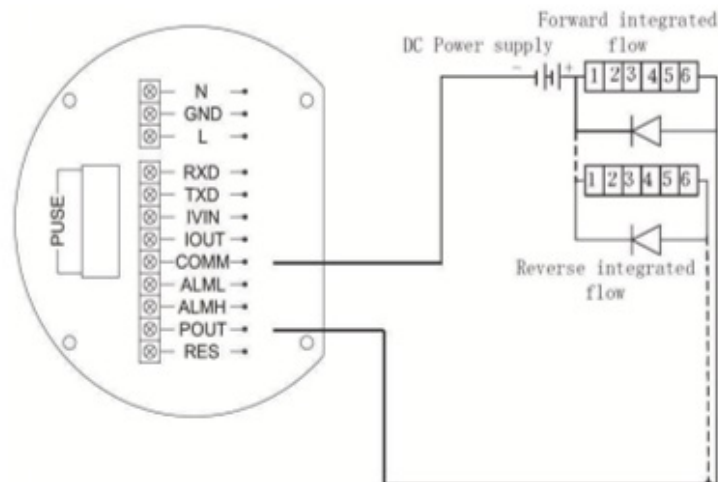 Forward integrated
flow
DC Power supply
- +
1 2 3 4 5 6
N
GND
L
RXD
TXD
IVIN
IOUT
COMM
ALML
ALMH
POUT
RES
PUSE
1 2 3 4 5 6
Reverse integrated
flow